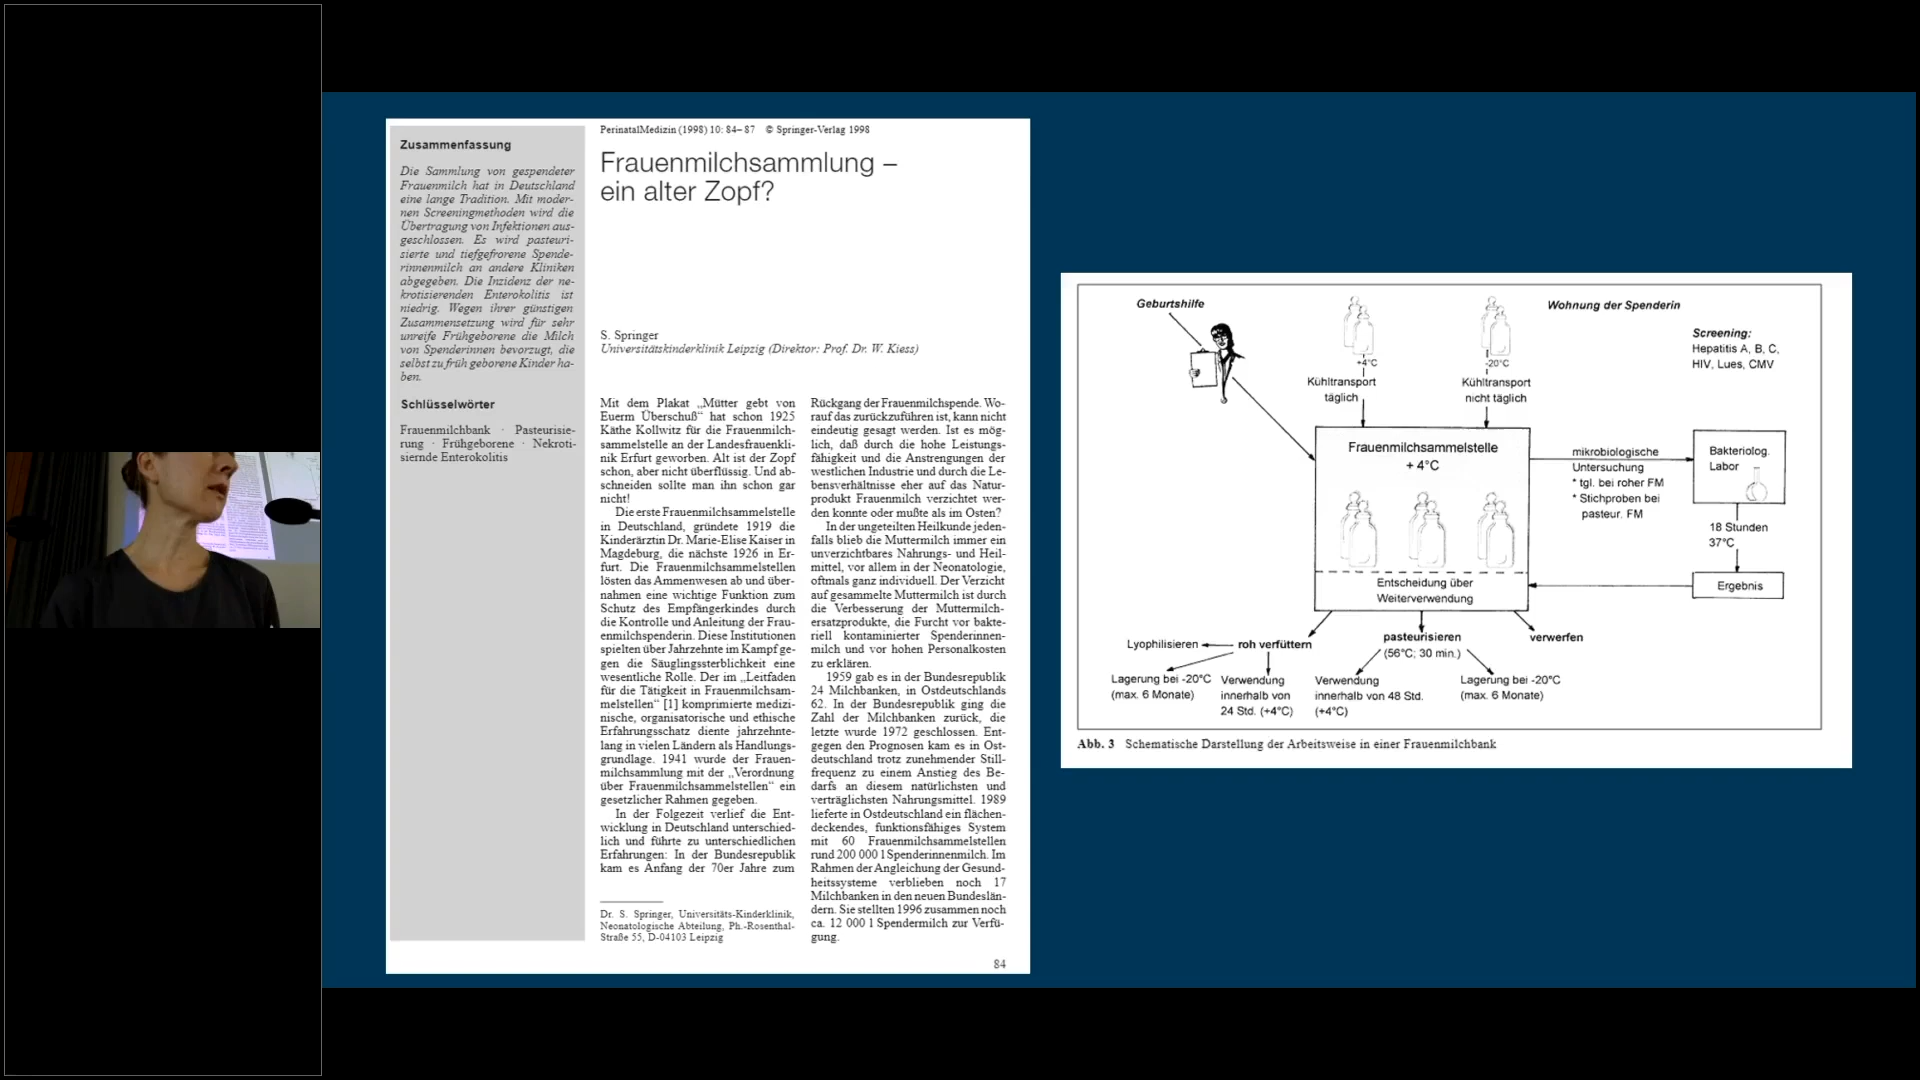 Zusammenfassung
Die Sammlung von gespendeter
Frauenmilch hat in Deutschland
eine lange Tradition. Mit moder-
nen Screeningmethoden wird die
Übertragung von Infektionen aus-
geschlossen. Es wird pasteuri-
sierte und tiefgefrorene Spende-
rinnenmilch an andere Kliniken
abgegeben. Die Inzidenz der ne-
krotisierenden Enterokolitis ist
niedrig. Wegen ihrer günstigen
Zusammensetzung wird für sehr
unreife Frühgeborene die Milch
von Spenderinnen bevorzugt, die
selbst zu früh geborene Kinder ha-
ben.
Schlüsselwörter
Frauenmilchbank · Pasteurisie-
rung · Frühgeborene · Nekroti-
siernde Enterokolitis
PerinatalMedizin (1998) 10: 84–87 © Springer-Verlag 1998
Frauenmilchsammlung –
ein alter Zopf?
S. Springer
Universitätskinderklinik Leipzig (Direktor: Prof. Dr. W. Kiess)
Mit dem Plakat „Mütter gebt von
Euerm Überschuß“ hat schon 1925
Käthe Kollwitz für die Frauenmilch-
sammelstelle an der Landesfrauenkli-
nik Erfurt geworben. Alt ist der Zopf
schon, aber nicht überflüssig. Und ab-
schneiden sollte man ihn schon gar
nicht!
Die erste Frauenmilchsammelstelle
in Deutschland, gründete 1919 die
Kinderärztin Dr. Marie-Elise Kaiser in
Magdeburg, die nächste 1926 in Er-
furt. Die Frauenmilchsammelstellen
lösten das Ammenwesen ab und über-
nahmen eine wichtige Funktion zum
Schutz des Empfängerkindes durch
die Kontrolle und Anleitung der Frau-
enmilchspenderin. Diese Institutionen
spielten über Jahrzehnte im Kampf ge-
gen die Säuglingssterblichkeit eine
wesentliche Rolle. Der im „Leitfaden
für die Tätigkeit in Frauenmilchsam-
melstellen“ [1] komprimierte medizi-
nische, organisatorische und ethische
Erfahrungsschatz diente jahrzehnte-
lang in vielen Ländern als Handlungs-
grundlage. 1941 wurde der Frauen-
milchsammlung mit der „Verordnung
über Frauenmilchsammelstellen“ ein
gesetzlicher Rahmen gegeben.
In der Folgezeit verlief die Ent-
wicklung in Deutschland unterschied-
lich und führte zu unterschiedlichen
Erfahrungen: In der Bundesrepublik
kam es Anfang der 70er Jahre zum
Dr. S. Springer, Universitäts-Kinderklinik,
Neonatologische Abteilung, Ph.-Rosenthal-
Straße 55, D-04103 Leipzig
Rückgang der Frauenmilchspende. Wo-
rauf das zurückzuführen ist, kann nicht
eindeutig gesagt werden. Ist es mög-
lich, daß durch die hohe Leistungs-
fähigkeit und die Anstrengungen der
westlichen Industrie und durch die Le-
bensverhältnisse eher auf das Natur-
produkt Frauenmilch verzichtet wer-
den konnte oder mußte als im Osten?
In der ungeteilten Heilkunde jeden-
falls blieb die Muttermilch immer ein
unverzichtbares Nahrungs- und Heil-
mittel, vor allem in der Neonatologie,
oftmals ganz individuell. Der Verzicht
auf gesammelte Muttermilch ist durch
die Verbesserung der Muttermilch-
ersatzprodukte, die Furcht vor bakte-
riell kontaminierter Spenderinnen-
milch und vor hohen Personalkosten
zu erklären.
1959 gab es in der Bundesrepublik
24 Milchbanken, in Ostdeutschlands
62. In der Bundesrepublik ging die
Zahl der Milchbanken zurück, die
letzte wurde 1972 geschlossen. Ent-
gegen den Prognosen kam es in Ost-
deutschland trotz zunehmender Still-
frequenz zu einem Anstieg des Be-
darfs an diesem natürlichsten und
verträglichsten Nahrungsmittel. 1989
lieferte in Ostdeutschland ein flächen-
deckendes, funktionsfähiges System
mit 60 Frauenmilchsammelstellen
rund 200 000 l Spenderinnenmilch. Im
Rahmen der Angleichung der Gesund-
heitssysteme verblieben noch 17
Milchbanken in den neuen Bundeslän-
dern. Sie stellten 1996 zusammen noch
ca. 12 000 l Spendermilch zur Verfü-
gung.
84
Geburtshilfe
Wohnung der Spenderin
Screening:
Hepatitis A, B, C,
HIV, Lues, CMV
+4°C
-20°C
Kühltransport
täglich
Kühltransport
nicht täglich
Frauenmilchsammelstelle
+ 4°C
mikrobiologische
Untersuchung
* tgl. bei roher FM
* Stichproben bei
pasteur. FM
Bakteriolog.
Labor
18 Stunden
37°C
Ergebnis
Entscheidung über
Weiterverwendung
Lyophilisieren
roh verfüttern
pasteurisieren
(56°C; 30 min.)
verwerfen
Lagerung bei -20°C
(max. 6 Monate)
Verwendung
innerhalb von
24 Std. (+4°C)
Verwendung
innerhalb von 48 Std.
(+4°C)
Lagerung bei -20°C
(max. 6 Monate)
Abb. 3 Schematische Darstellung der Arbeitsweise in einer Frauenmilchbank